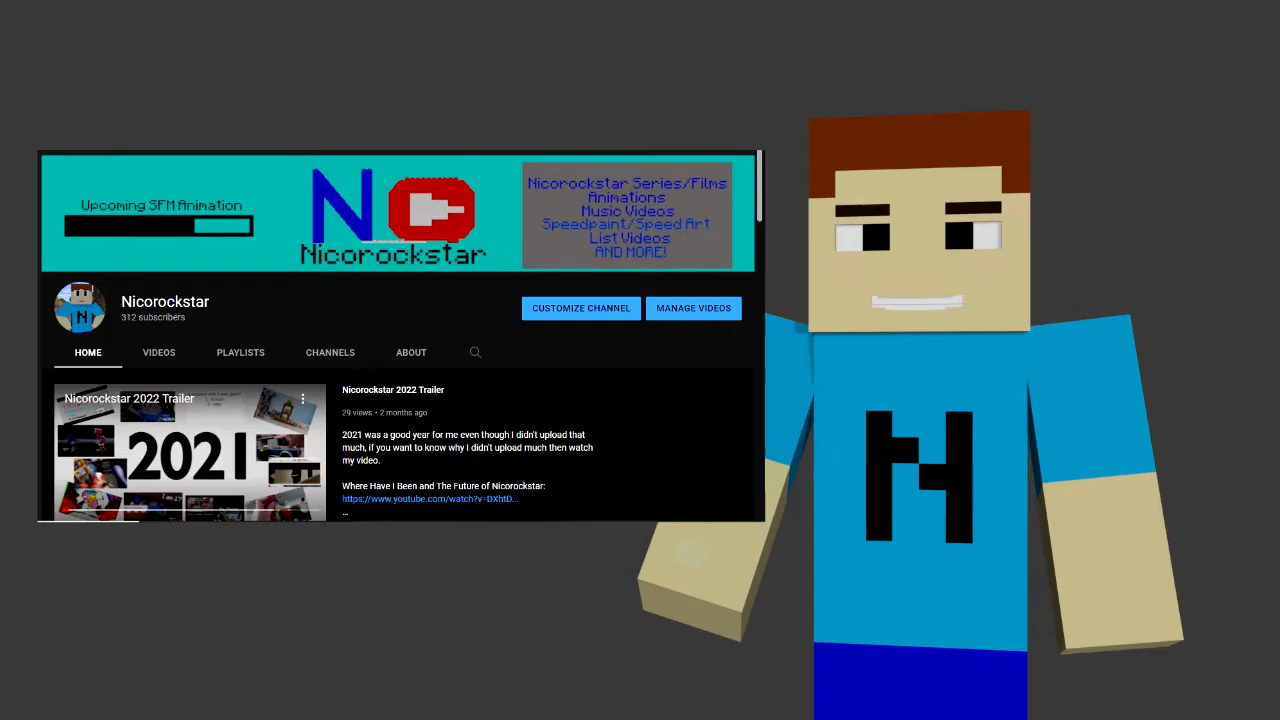 Upcoming SFM Animation
N
Nicorockstar
Nicorockstar Series/Films
Animations
Music Videos
Speedpaint/Speed Art
List Videos
AND MORE!
Nicorockstar
312 subscribers
N
CUSTOMIZE CHANNEL
MANAGE VIDEOS
HOME VIDEOS PLAYLISTS CHANNELS ABOUT
Nicorockstar 2022 Trailer
2021
Nicorockstar 2022 Trailer
29 views • 2 months ago
2021 was a good year for me even though I didn't upload that
much, if you want to know why I didn't upload much then watch
my video.
Where Have I Been and The Future of Nicorockstar:
https://www.youtube.com/watch?v=DXhtD...
...
N